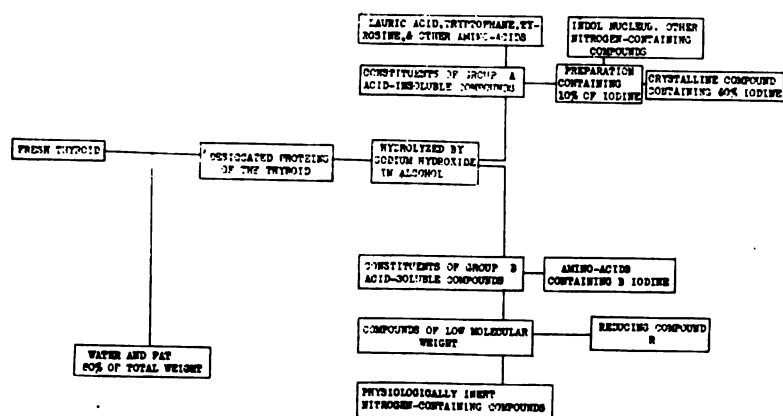 LAURIC ACID, TRYPTOPHANE, TY-
ROSINE, & OTHER AMINO-ACIDS
INDOL NUCLEUI. OTHER
NITROGEN-CONTAINING
COMPOUNDS
CONSTITUENTS OF GROUP A
ACID-INSOLUBLE COMPOUNDS
PREPARATION
CONTAINING
10% OF IODINE
CRYSTALLINE COMPOUND
CONTAINING 60% IODINE
FRESH THYROID
DESICCATED PROTEINS
OF THE THYROID
HYDROLYZED BY
SODIUM HYDROXIDE
IN ALCOHOL
CONSTITUENTS OF GROUP B
ACID-SOLUBLE COMPOUNDS
AMINO-ACIDS
CONTAINING B IODINE
COMPOUNDS OF LOW MOLECULAR
WEIGHT
REDUCING COMPOUND
R
WATER AND FAT
80% OF TOTAL WEIGHT
PHYSIOLOGICALLY INERT
NITROGEN-CONTAINING COMPOUNDS